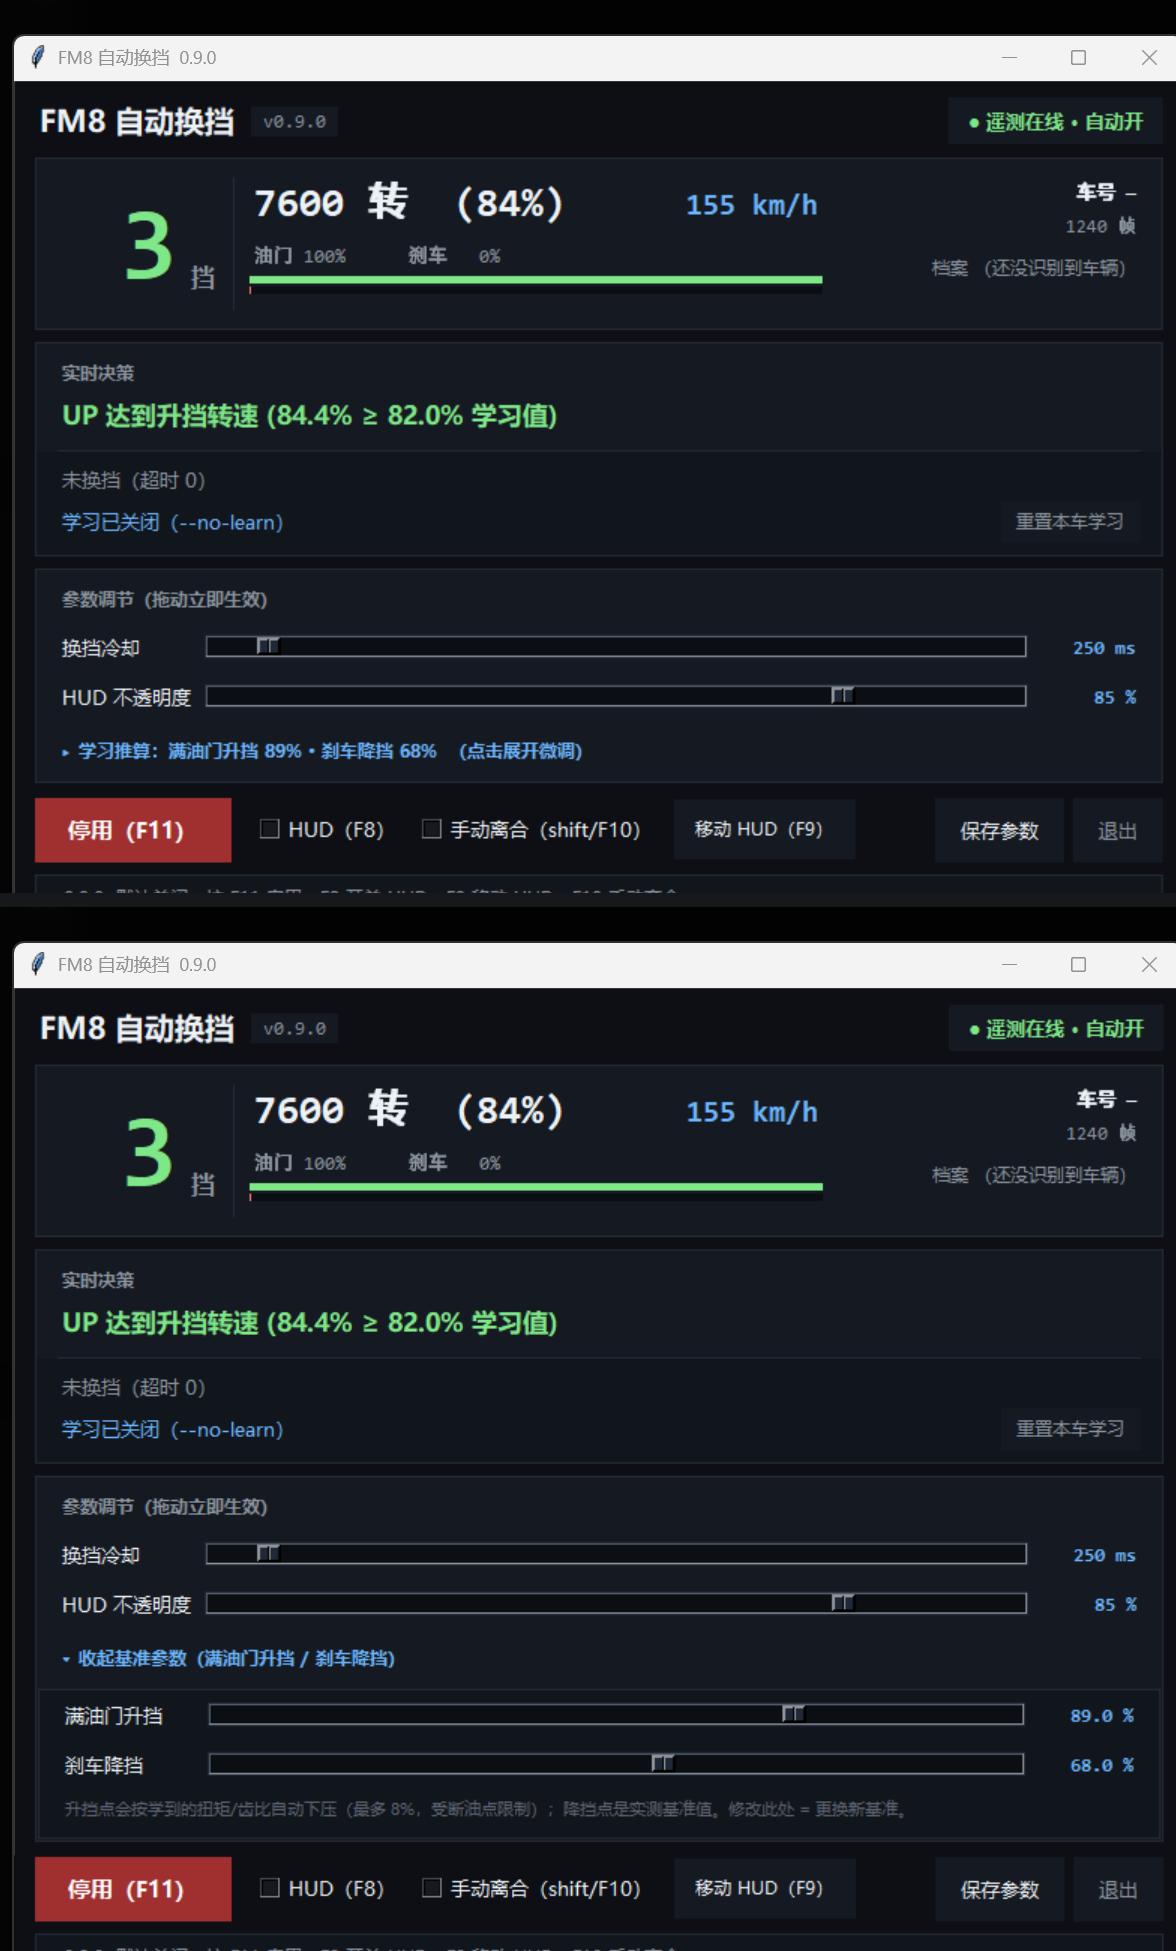 FM8 自动换挡 0.9.0
FM8 自动换挡 v0.9.0 ● 遥测在线 • 自动开
3 挡
7600 转 (84%) 155 km/h
车号 –
油门 100% 刹车 0%
1240 帧
档案 (还没识别到车辆)
实时决策
UP 达到升挡转速 (84.4% ≥ 82.0% 学习值)
未换挡（超时 0）
学习已关闭（--no-learn） 重置本车学习
参数调节（拖动立即生效）
换挡冷却 250 ms
HUD 不透明度 85 %
▸ 学习推算：满油门升挡 89% • 刹车降挡 68% (点击展开微调)
停用（F11） HUD（F8） 手动离合（shift/F10） 移动 HUD（F9） 保存参数 退出
FM8 自动换挡 0.9.0
FM8 自动换挡 v0.9.0 ● 遥测在线 • 自动开
3 挡
7600 转 (84%) 155 km/h
车号 –
油门 100% 刹车 0%
1240 帧
档案 (还没识别到车辆)
实时决策
UP 达到升挡转速 (84.4% ≥ 82.0% 学习值)
未换挡（超时 0）
学习已关闭（--no-learn） 重置本车学习
参数调节（拖动立即生效）
换挡冷却 250 ms
HUD 不透明度 85 %
▾ 收起基准参数（满油门升挡 / 刹车降挡）
满油门升挡 89.0 %
刹车降挡 68.0 %
升挡点会按学到的扭矩/齿比自动下压（最多 8%，受断油点限制）；降挡点是实测基准值。修改此处 = 更换新基准。
停用（F11） HUD（F8） 手动离合（shift/F10） 移动 HUD（F9） 保存参数 退出